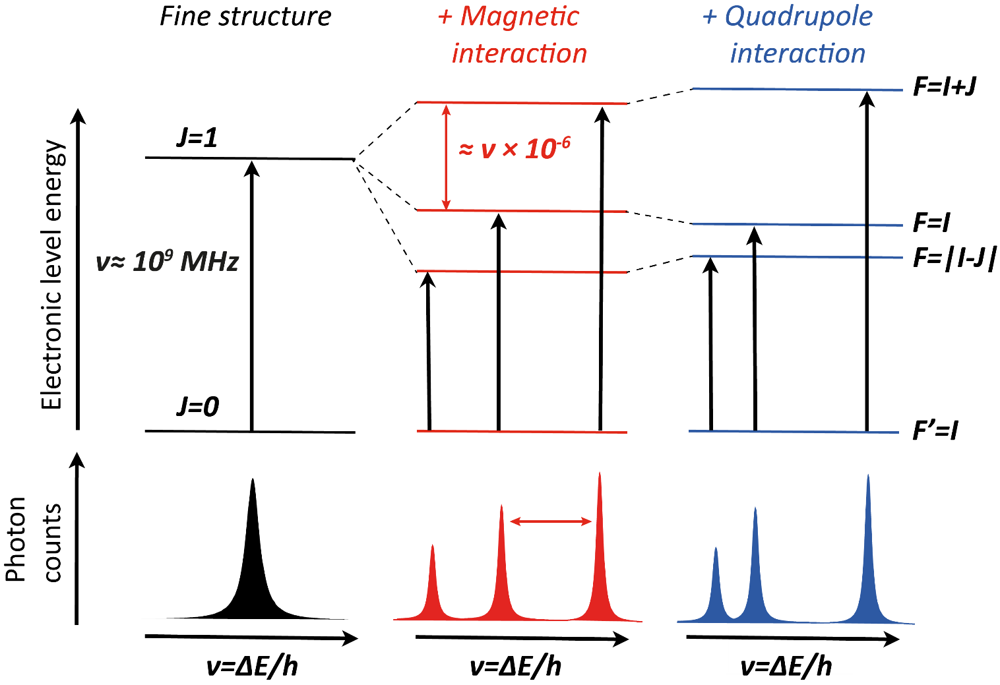 Fine structure
+ Magnetic
interaction
+ Quadrupole
interaction
Electronic level energy
J=1
ν≈ 10⁹ MHz
J=0
≈ ν × 10⁻⁶
F=I+J
F=I
F=|I-J|
F’=I
Photon
counts
ν=ΔE/h
ν=ΔE/h
ν=ΔE/h